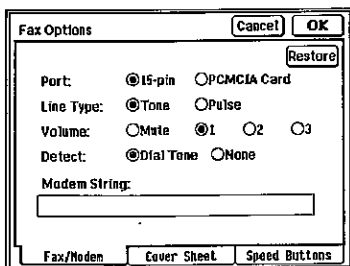 Fax Options Cancel OK
Restore
Port: 15-pin PCMCIA Card
Line Type: Tone Pulse
Volume: Mute 1 2 3
Detect: Dial Tone None
Modem String:
Fax/Modem Cover Sheet Speed Buttons